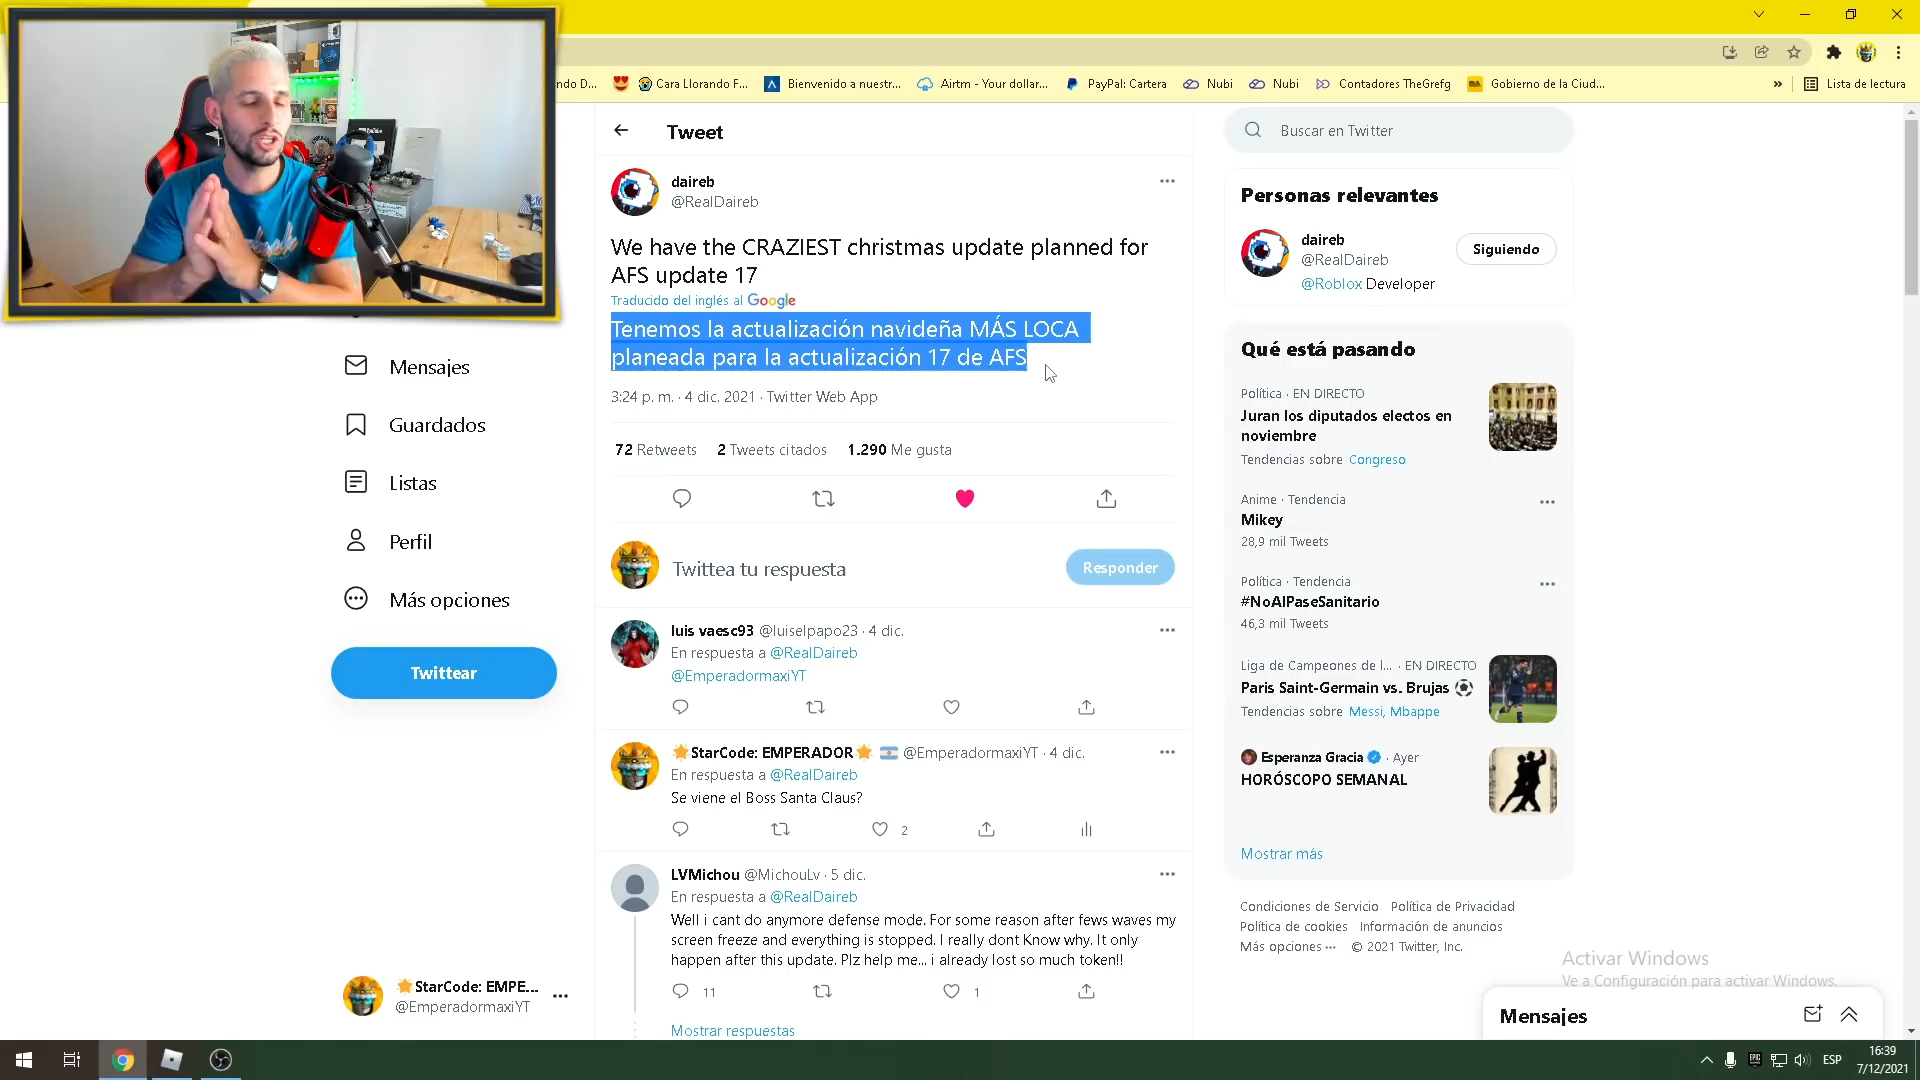 ndo D...
Cara Llorando F...
Bienvenido a nuestr...
Airtm - Your dollar...
PayPal: Cartera
Nubi
Nubi
Contadores TheGrefg
Gobierno de la Ciud...
»
Lista de lectura
Tweet
daireb
@RealDaireb
We have the CRAZIEST christmas update planned for
AFS update 17
Traducido del inglés al Google
Tenemos la actualización navideña MÁS LOCA
planeada para la actualización 17 de AFS
3:24 p. m. · 4 dic. 2021 · Twitter Web App
72 Retweets 2 Tweets citados 1.290 Me gusta
Twittea tu respuesta
Responder
luis vaesc93 @luiselpapo23 · 4 dic.
En respuesta a @RealDaireb
@EmperadormaxiYT
StarCode: EMPERADOR @EmperadormaxiYT · 4 dic.
En respuesta a @RealDaireb
Se viene el Boss Santa Claus?
2
LVMichou @MichouLv · 5 dic.
En respuesta a @RealDaireb
Well i cant do anymore defense mode. For some reason after fews waves my
screen freeze and everything is stopped. I really dont Know why. It only
happen after this update. Plz help me... i already lost so much token!!
11 1
Mostrar respuestas
Mensajes
Guardados
Listas
Perfil
Más opciones
Twittear
StarCode: EMPE...
@EmperadormaxiYT
Buscar en Twitter
Personas relevantes
daireb
@RealDaireb
@Roblox Developer
Siguiendo
Qué está pasando
Política · EN DIRECTO
Juran los diputados electos en
noviembre
Tendencias sobre Congreso
Anime · Tendencia
Mikey
28,9 mil Tweets
Política · Tendencia
#NoAlPaseSanitario
46,3 mil Tweets
Liga de Campeones de l... · EN DIRECTO
Paris Saint-Germain vs. Brujas
Tendencias sobre Messi, Mbappe
Esperanza Gracia · Ayer
HORÓSCOPO SEMANAL
Mostrar más
Condiciones de Servicio Política de Privacidad
Política de cookies Información de anuncios
Más opciones ··· © 2021 Twitter, Inc.
Activar Windows
Ve a Configuración para activar Windows.
Mensajes
ESP
16:39
7/12/2021